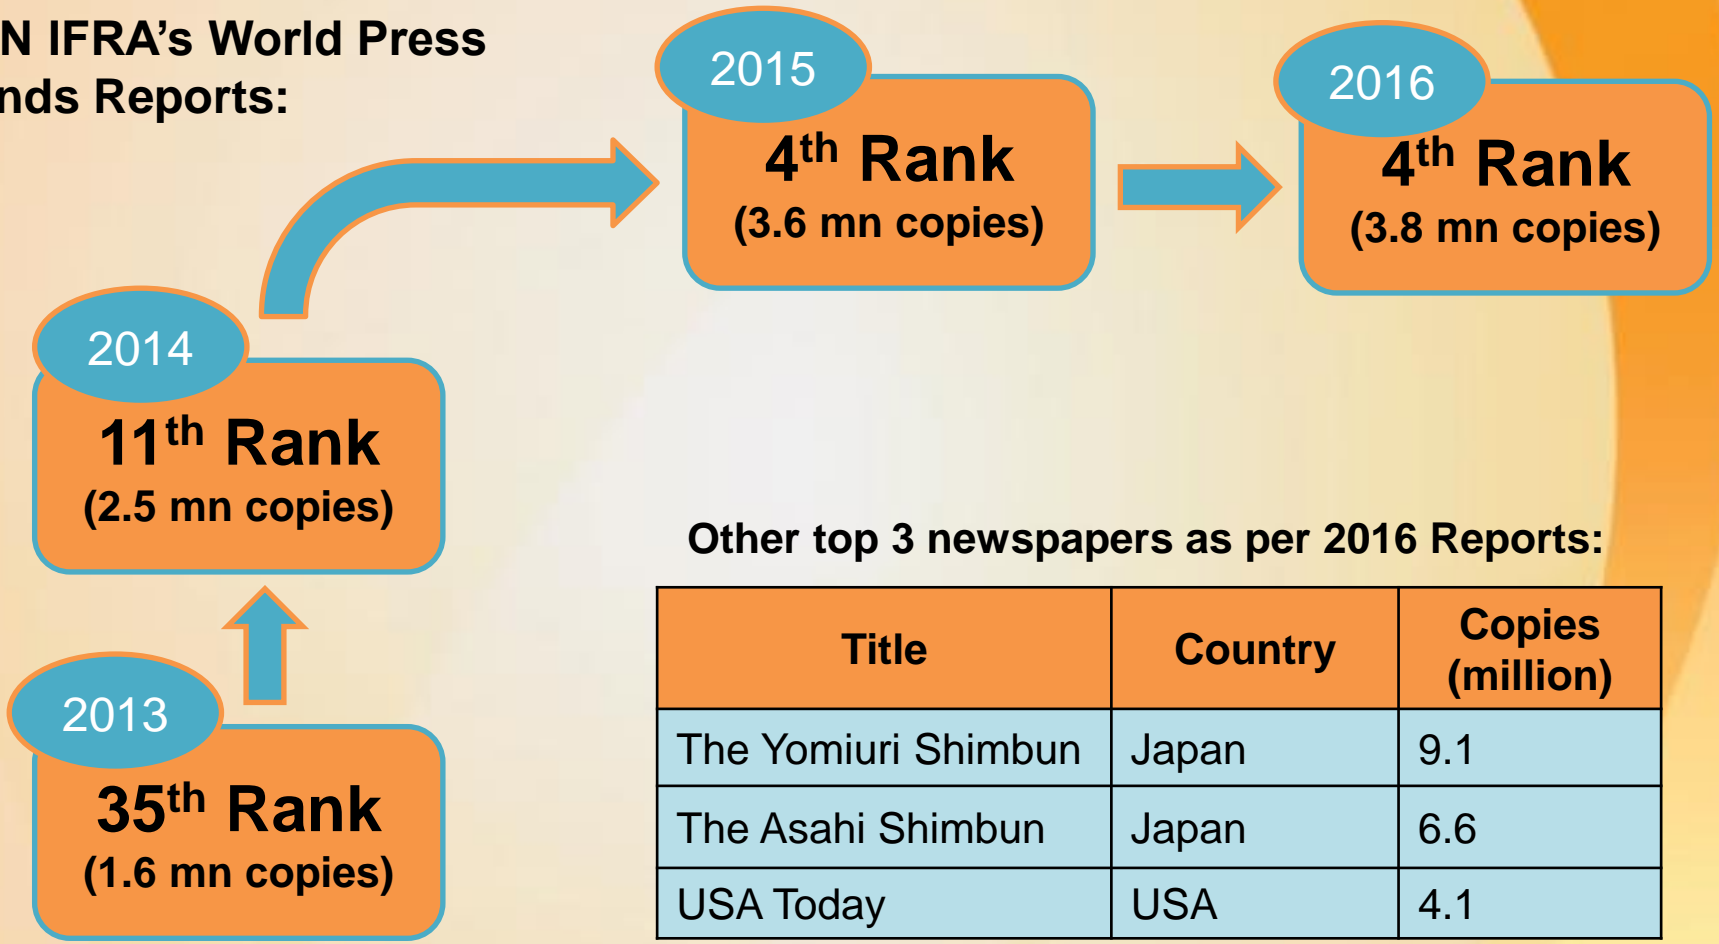 N IFRA’s World Press
nds Reports:
2015
4th Rank
(3.6 mn copies)
2016
4th Rank
(3.8 mn copies)
2014
11th Rank
(2.5 mn copies)
2013
35th Rank
(1.6 mn copies)
Other top 3 newspapers as per 2016 Reports:
Title Country Copies (million)
The Yomiuri Shimbun Japan 9.1
The Asahi Shimbun Japan 6.6
USA Today USA 4.1